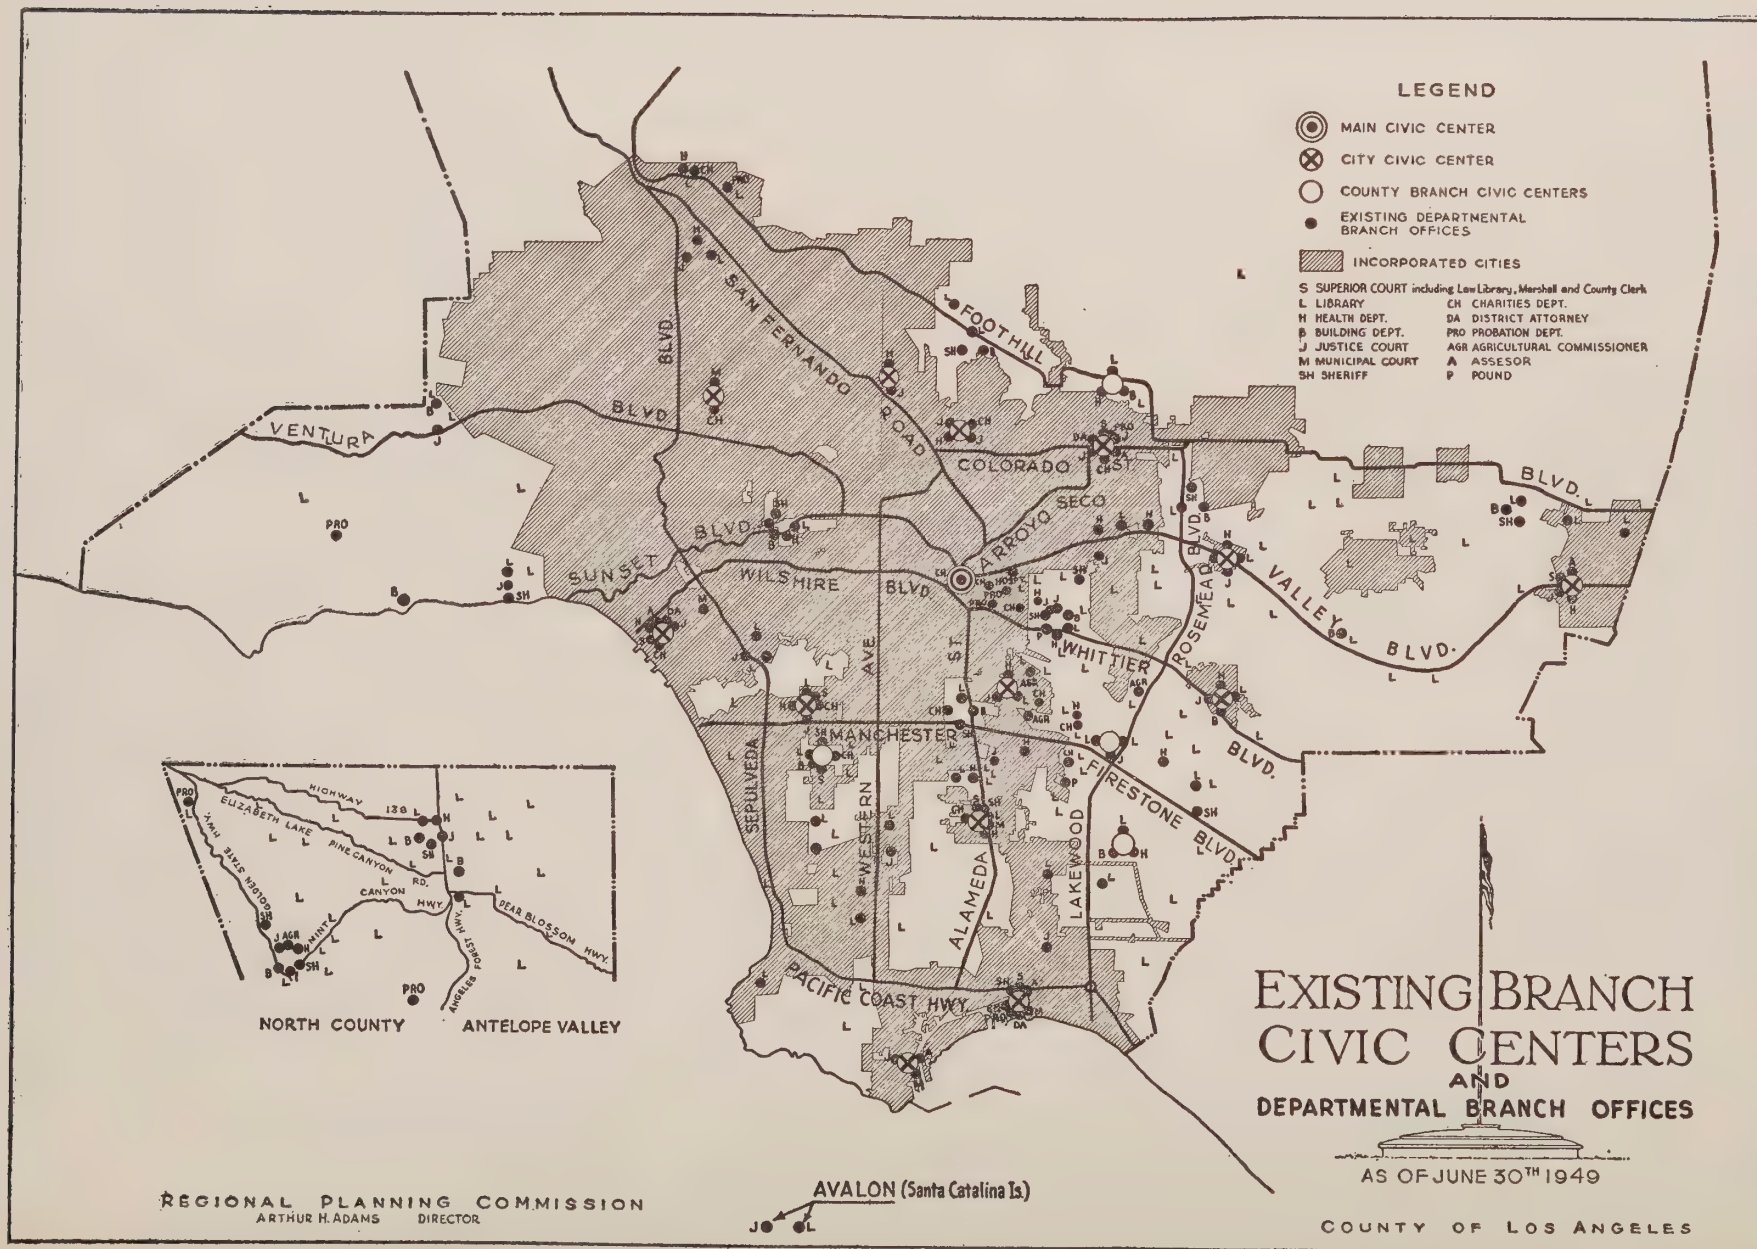 LEGEND
MAIN CIVIC CENTER
CITY CIVIC CENTER
COUNTY BRANCH CIVIC CENTERS
EXISTING DEPARTMENTAL
BRANCH OFFICES
INCORPORATED CITIES
S SUPERIOR COURT including Law Library, Marshall and County Clerk
L LIBRARY CH CHARITIES DEPT.
H HEALTH DEPT. DA DISTRICT ATTORNEY
B BUILDING DEPT. PRO PROBATION DEPT.
J JUSTICE COURT AGR AGRICULTURAL COMMISSIONER
M MUNICIPAL COURT A ASSESOR
SH SHERIFF P POUND
SAN FERNANDO ROAD
BLVD.
FOOTHILL
BLVD.
VENTURA
BLVD.
COLORADO ST.
ARROYO SECO
SUNSET
BLVD.
WILSHIRE BLVD.
VALLEY BLVD.
ROSEMEAD BLVD.
WHITTIER
BLVD.
WESTERN
AVE
ALAMEDA
ST.
MANCHESTER
FIRESTONE BLVD.
SEPULVEDA
LAKEWOOD
PACIFIC COAST HWY.
PRO
HIGHWAY 138
ELIZABETH LAKE
PINE CANYON
RD.
GOLDEN STATE
HWY.
MINT
CANYON
HWY.
PEAR BLOSSOM HWY.
ANGELES FOREST HWY.
PRO
NORTH COUNTY ANTELOPE VALLEY
EXISTING BRANCH
CIVIC CENTERS
AND
DEPARTMENTAL BRANCH OFFICES
AS OF JUNE 30TH 1949
COUNTY OF LOS ANGELES
REGIONAL PLANNING COMMISSION
ARTHUR H. ADAMS DIRECTOR
AVALON (Santa Catalina Is.)
J L